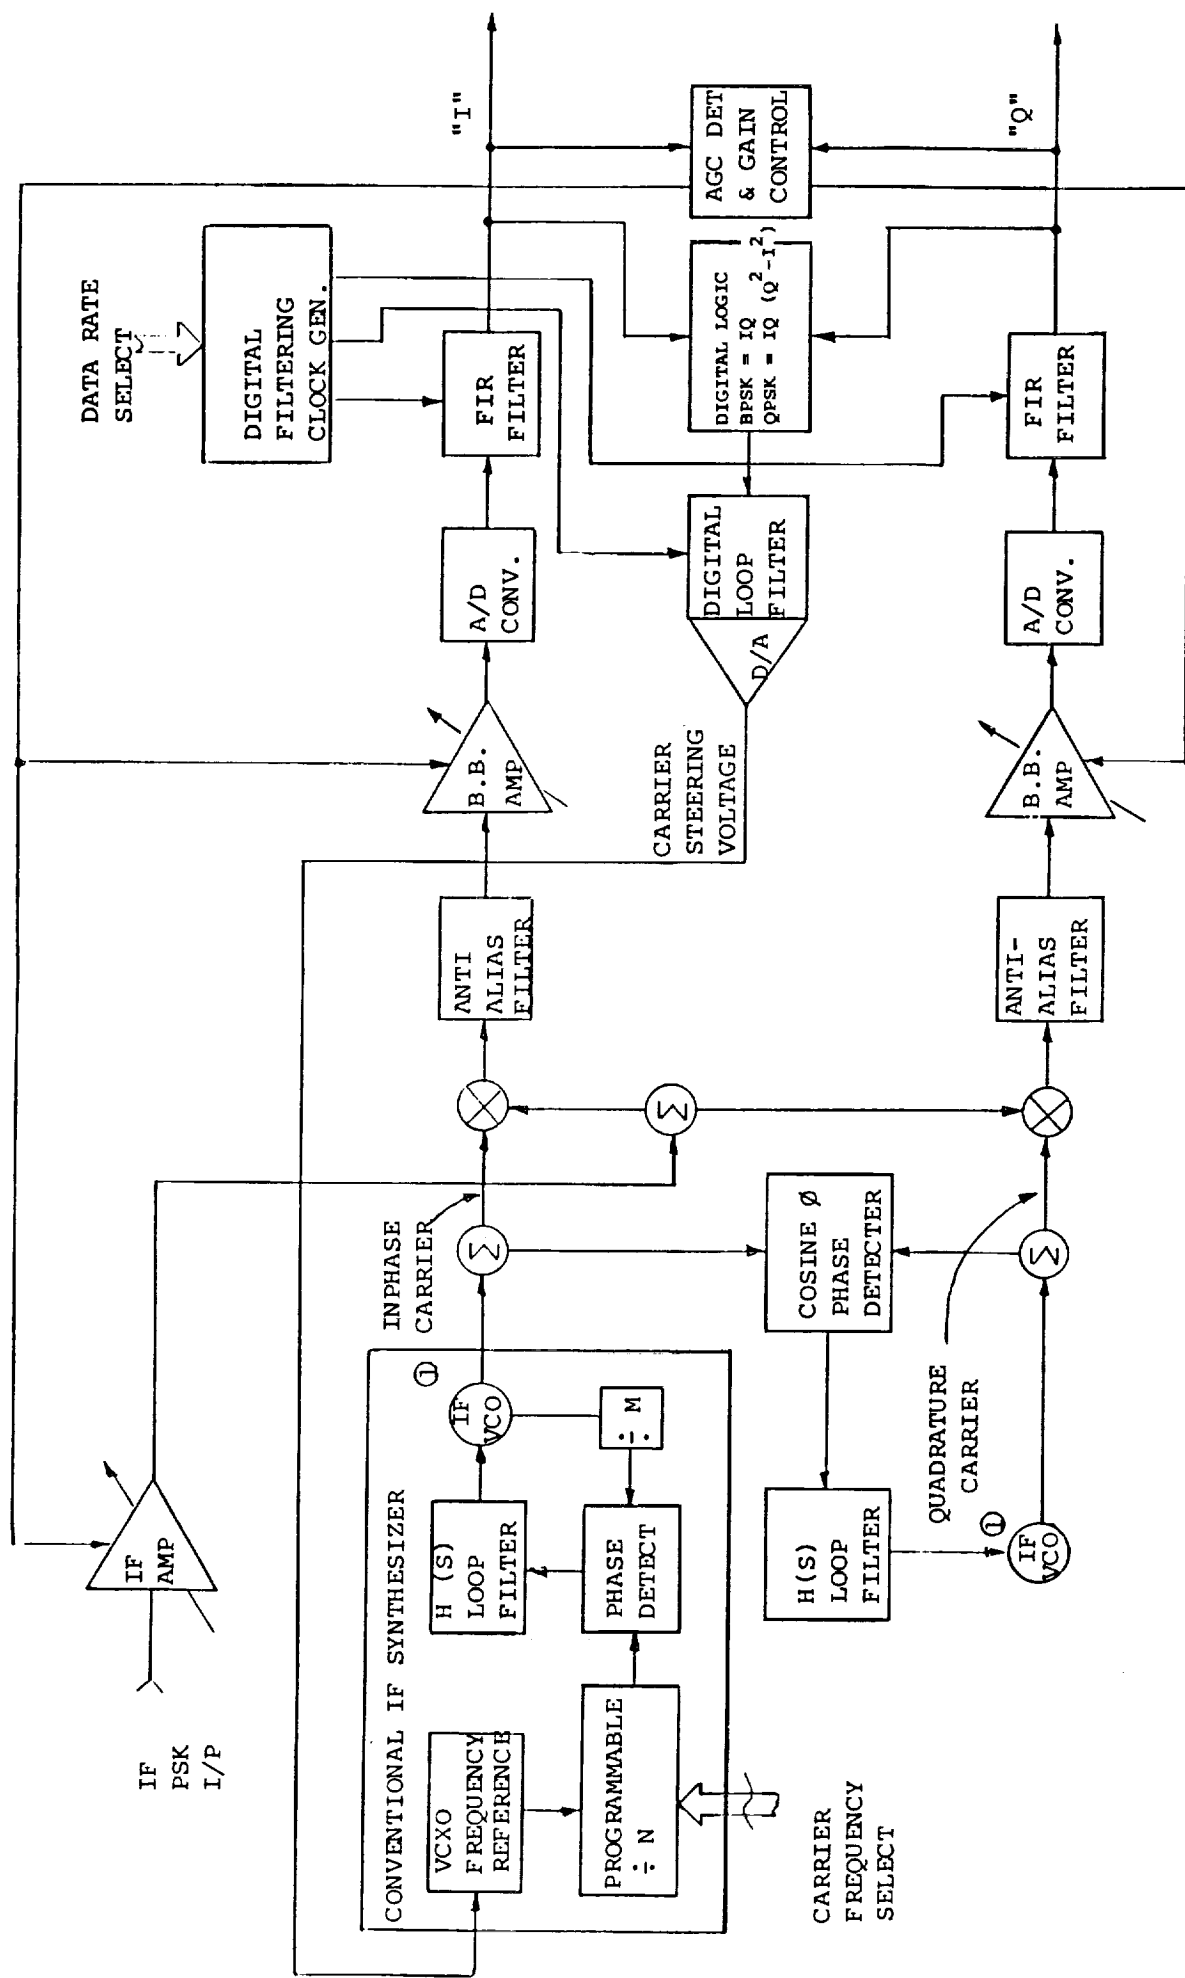 IF
PSK
I/P
IF
AMP
DATA RATE
SELECT
DIGITAL
FILTERING
CLOCK GEN.
CONVENTIONAL IF SYNTHESIZER
VCXO
FREQUENCY
REFERENCE
PROGRAMMABLE
÷ N
PHASE
DETECT
H (S)
LOOP
FILTER
÷ M
IF
VCO
1
INPHASE
CARRIER
Σ
ANTI
ALIAS
FILTER
B.B.
AMP
A/D
CONV.
FIR
FILTER
"I"
Σ
CARRIER
STEERING
VOLTAGE
D/A
DIGITAL
LOOP
FILTER
DIGITAL LOGIC
BPSK = IQ
QPSK = IQ (Q²-I²)
AGC DET
& GAIN
CONTROL
CARRIER
FREQUENCY
SELECT
H(S)
LOOP
FILTER
COSINE Ø
PHASE
DETECTER
QUADRATURE
CARRIER
1
IF
VCO
Σ
ANTI-
ALIAS
FILTER
B.B.
AMP
A/D
CONV.
FIR
FILTER
"Q"